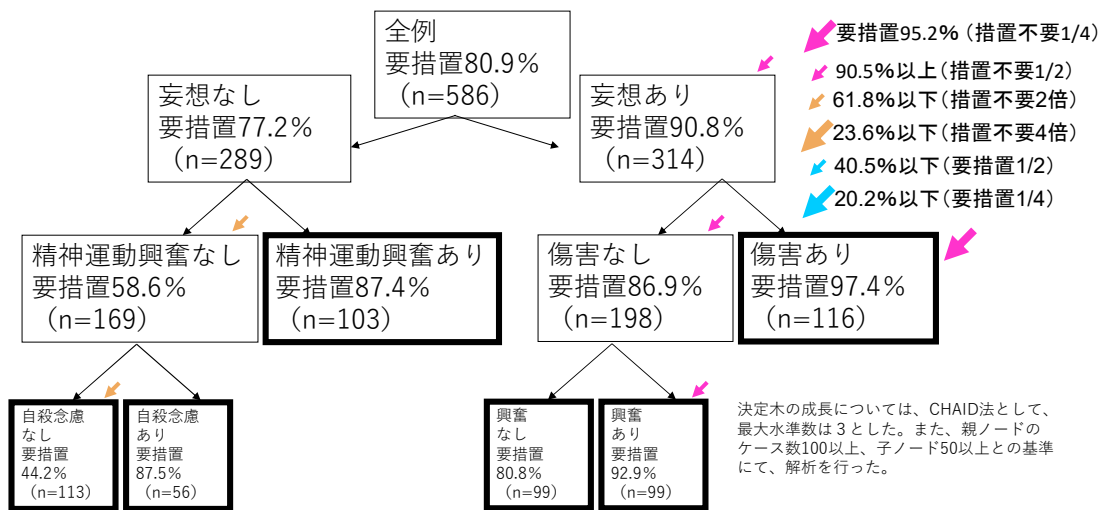 全例
要措置80.9%
(n=586)
要措置95.2% (措置不要1/4)
90.5%以上(措置不要1/2)
61.8%以下(措置不要2倍)
23.6%以下(措置不要4倍)
40.5%以下(要措置1/2)
20.2%以下(要措置1/4)
妄想なし
要措置77.2%
(n=289)
妄想あり
要措置90.8%
(n=314)
精神運動興奮なし
要措置58.6%
(n=169)
精神運動興奮あり
要措置87.4%
(n=103)
傷害なし
要措置86.9%
(n=198)
傷害あり
要措置97.4%
(n=116)
自殺念慮
なし
要措置
44.2%
(n=113)
自殺念慮
あり
要措置
87.5%
(n=56)
興奮
なし
要措置
80.8%
(n=99)
興奮
あり
要措置
92.9%
(n=99)
決定木の成長については、CHAID法として、
最大水準数は3とした。また、親ノードの
ケース数100以上、子ノード50以上との基準
にて、解析を行った。